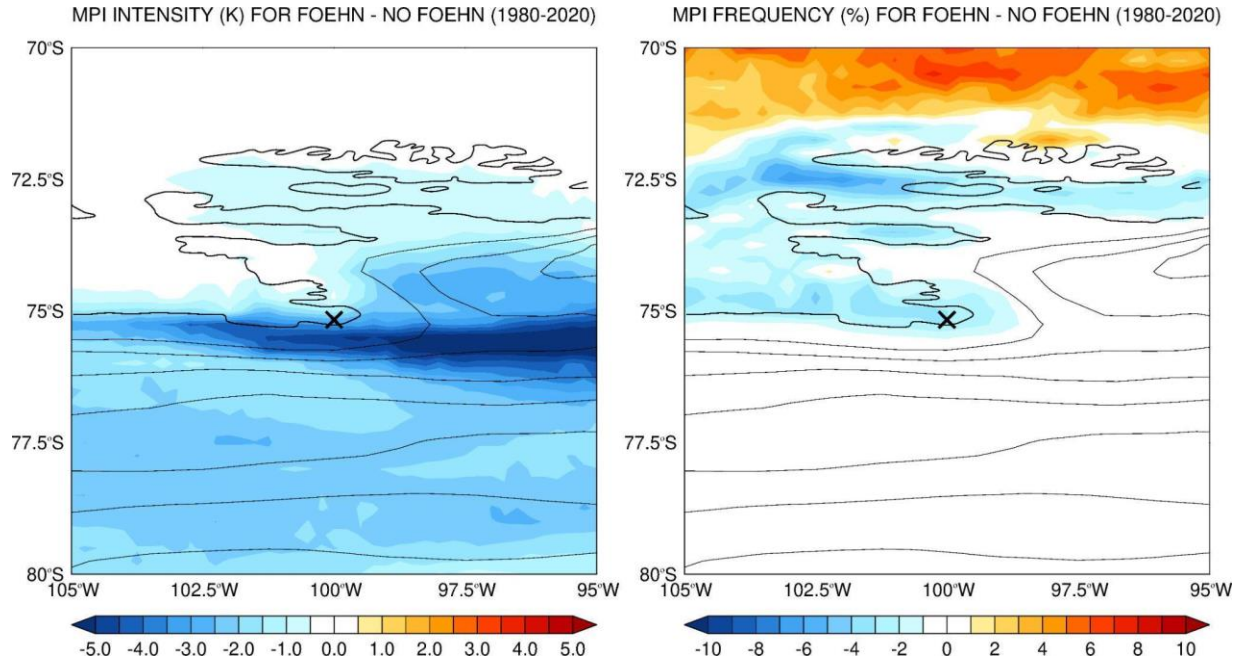 MPI INTENSITY (K) FOR FOEHN - NO FOEHN (1980-2020)
70°S
72.5°S
75°S
77.5°S
80°S
105°W 102.5°W 100°W 97.5°W 95°W
-5.0 -4.0 -3.0 -2.0 -1.0 0.0 1.0 2.0 3.0 4.0 5.0
MPI FREQUENCY (%) FOR FOEHN - NO FOEHN (1980-2020)
70°S
72.5°S
75°S
77.5°S
80°S
105°W 102.5°W 100°W 97.5°W 95°W
-10 -8 -6 -4 -2 0 2 4 6 8 10